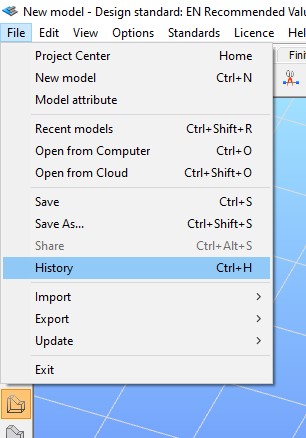 New model - Design standard: EN Recommended Valu
File Edit View Options Standards Licence Help
Project Center Home
New model Ctrl+N
Model attribute
Recent models Ctrl+Shift+R
Open from Computer Ctrl+O
Open from Cloud Ctrl+Shift+O
Save Ctrl+S
Save As... Ctrl+Shift+S
Share Ctrl+Alt+S
History Ctrl+H
Import
Export
Update
Exit
Finit